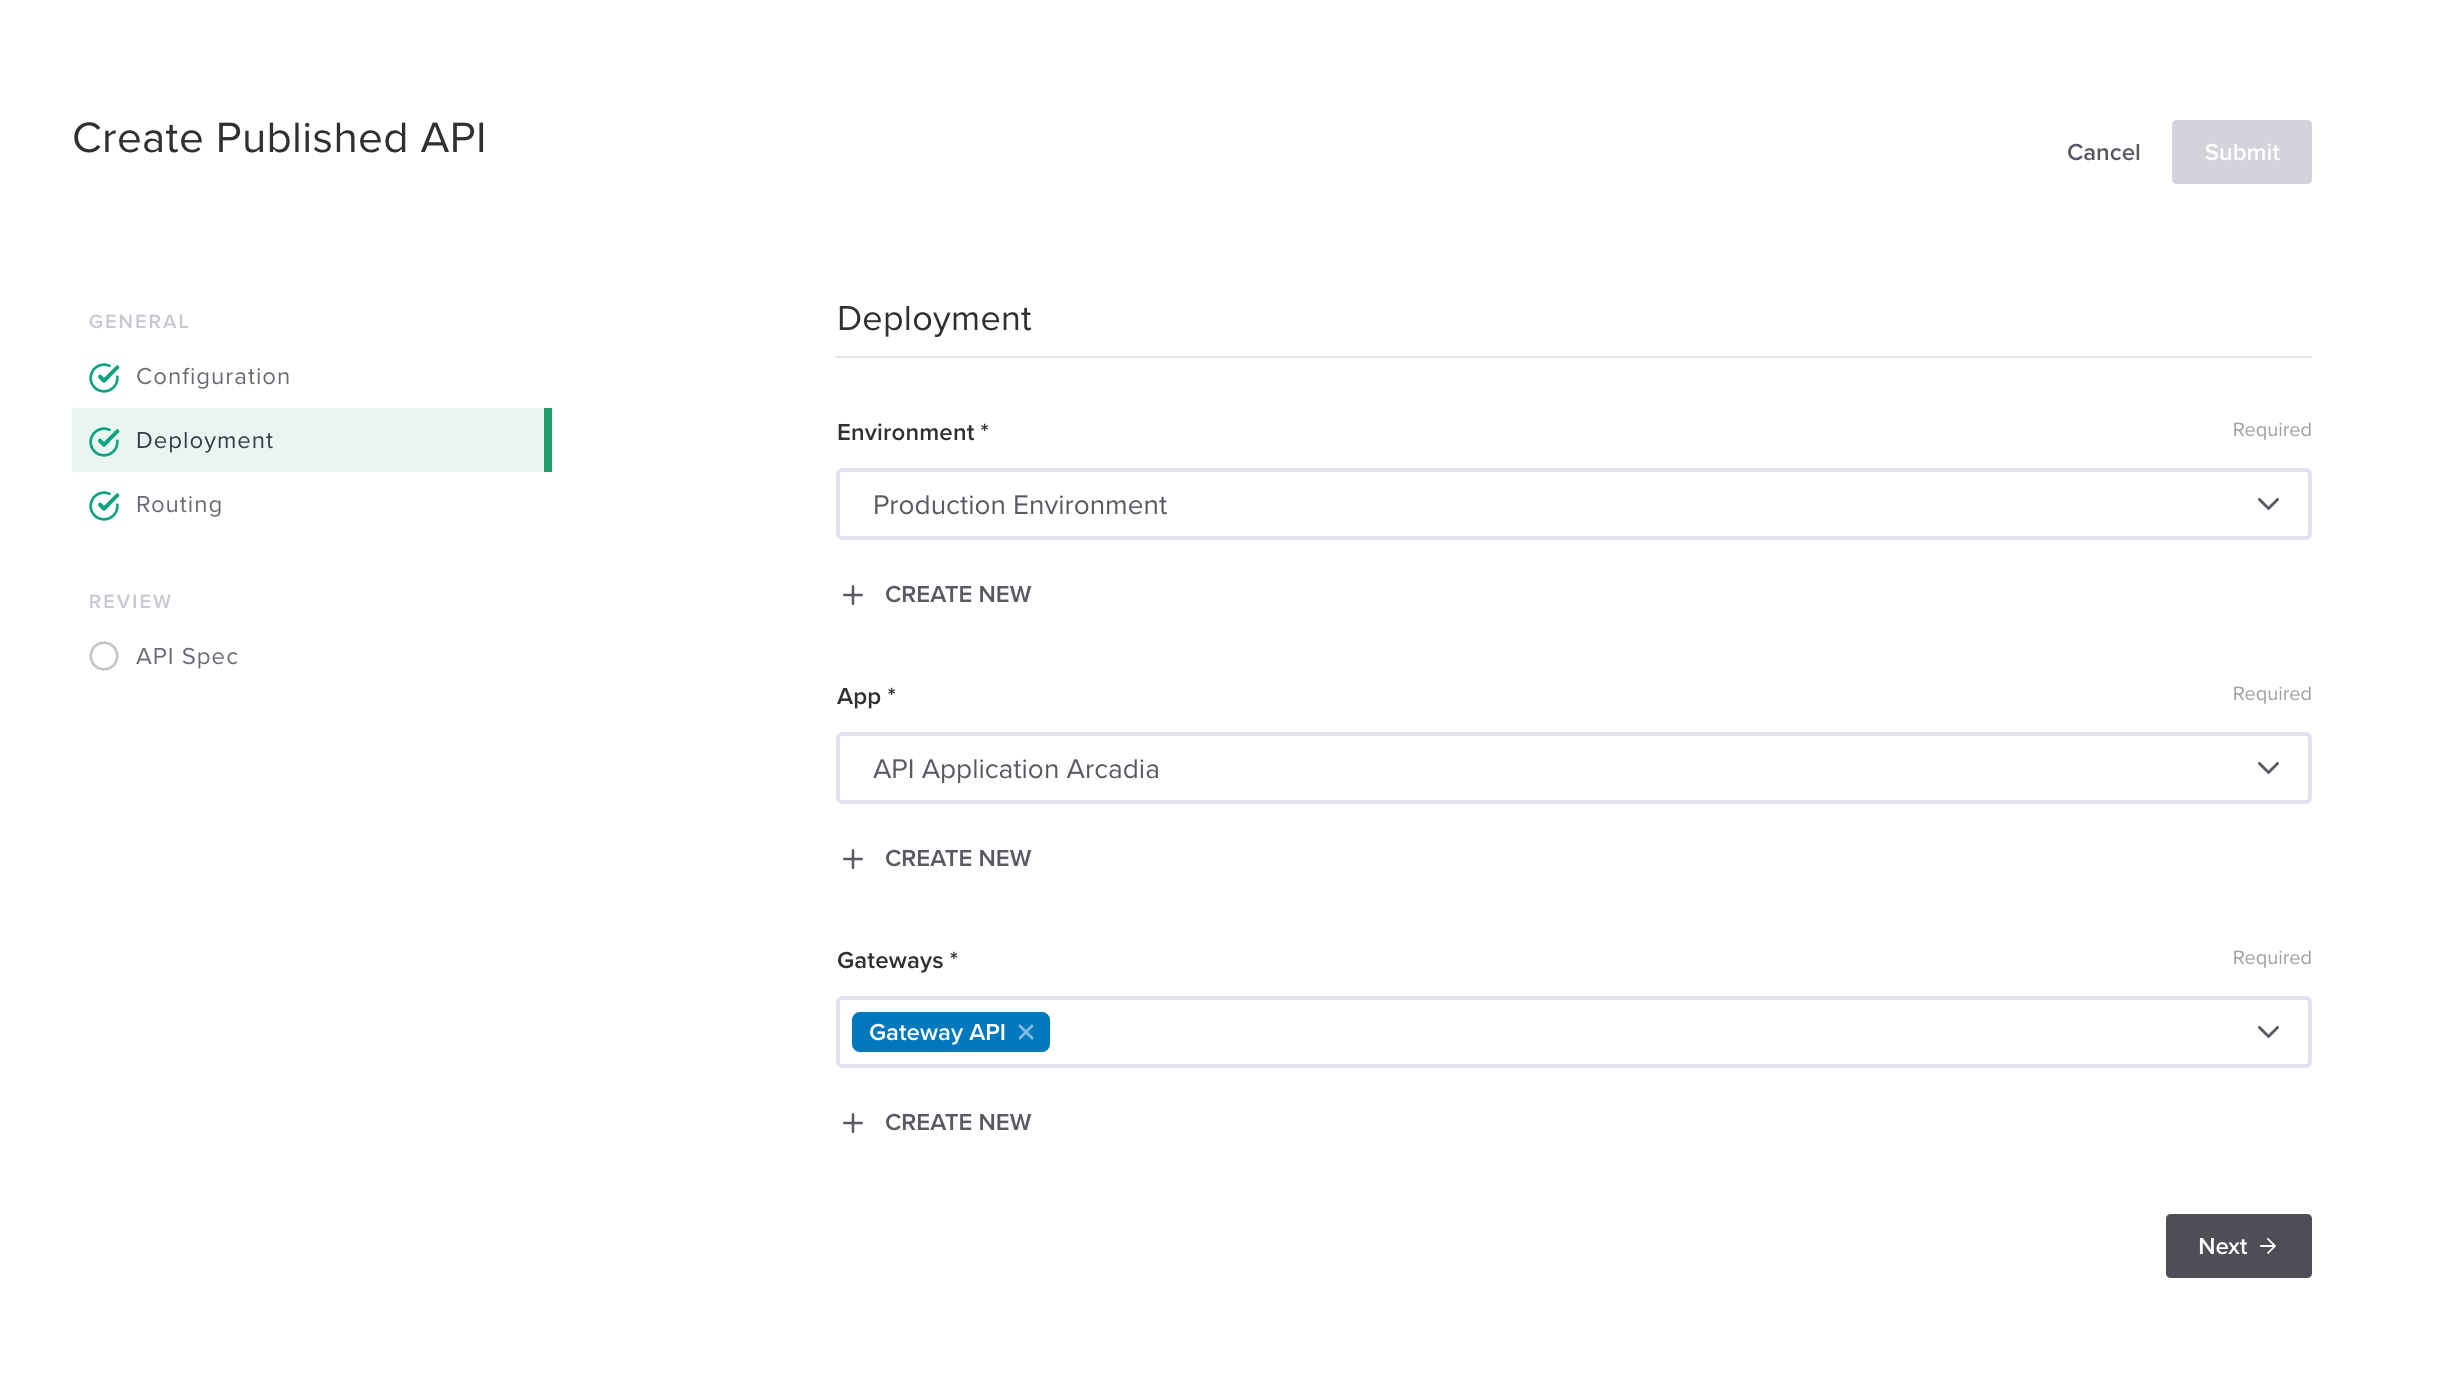 Create Published API
Cancel
Submit
GENERAL
Configuration
Deployment
Routing
REVIEW
API Spec
Deployment
Environment *
Required
Production Environment
CREATE NEW
App *
Required
API Application Arcadia
CREATE NEW
Gateways *
Required
Gateway API
CREATE NEW
Next